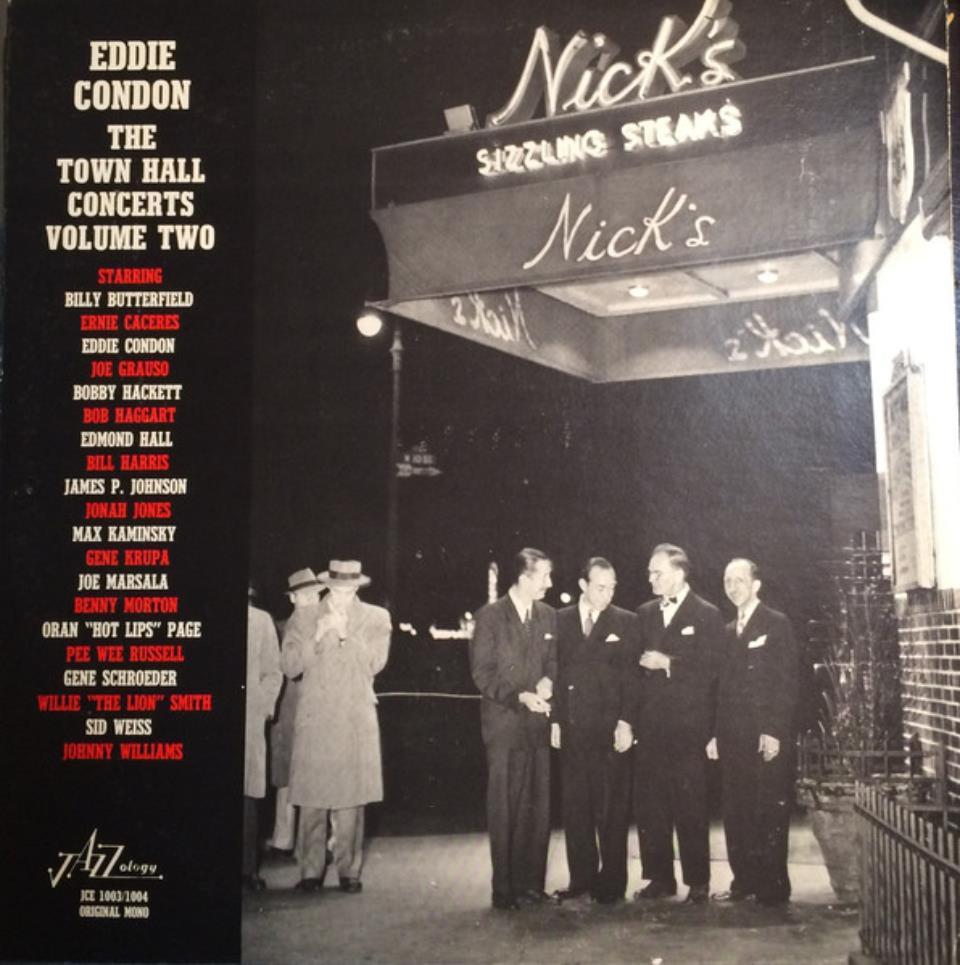 EDDIE
CONDON
THE
TOWN HALL
CONCERTS
VOLUME TWO
STARRING
BILLY BUTTERFIELD
ERNIE CACERES
EDDIE CONDON
JOE GRAUSO
BOBBY HACKETT
BOB HAGGART
EDMOND HALL
BILL HARRIS
JAMES P. JOHNSON
JONAH JONES
MAX KAMINSKY
GENE KRUPA
JOE MARSALA
BENNY MORTON
ORAN "HOT LIPS" PAGE
PEE WEE RUSSELL
GENE SCHROEDER
WILLIE "THE LION" SMITH
SID WEISS
JOHNNY WILLIAMS
JAZZology
JCE 1003/1004
ORIGINAL MONO
Nick's
SIZZLING STEAKS
Nick's
Nick's
Nick's